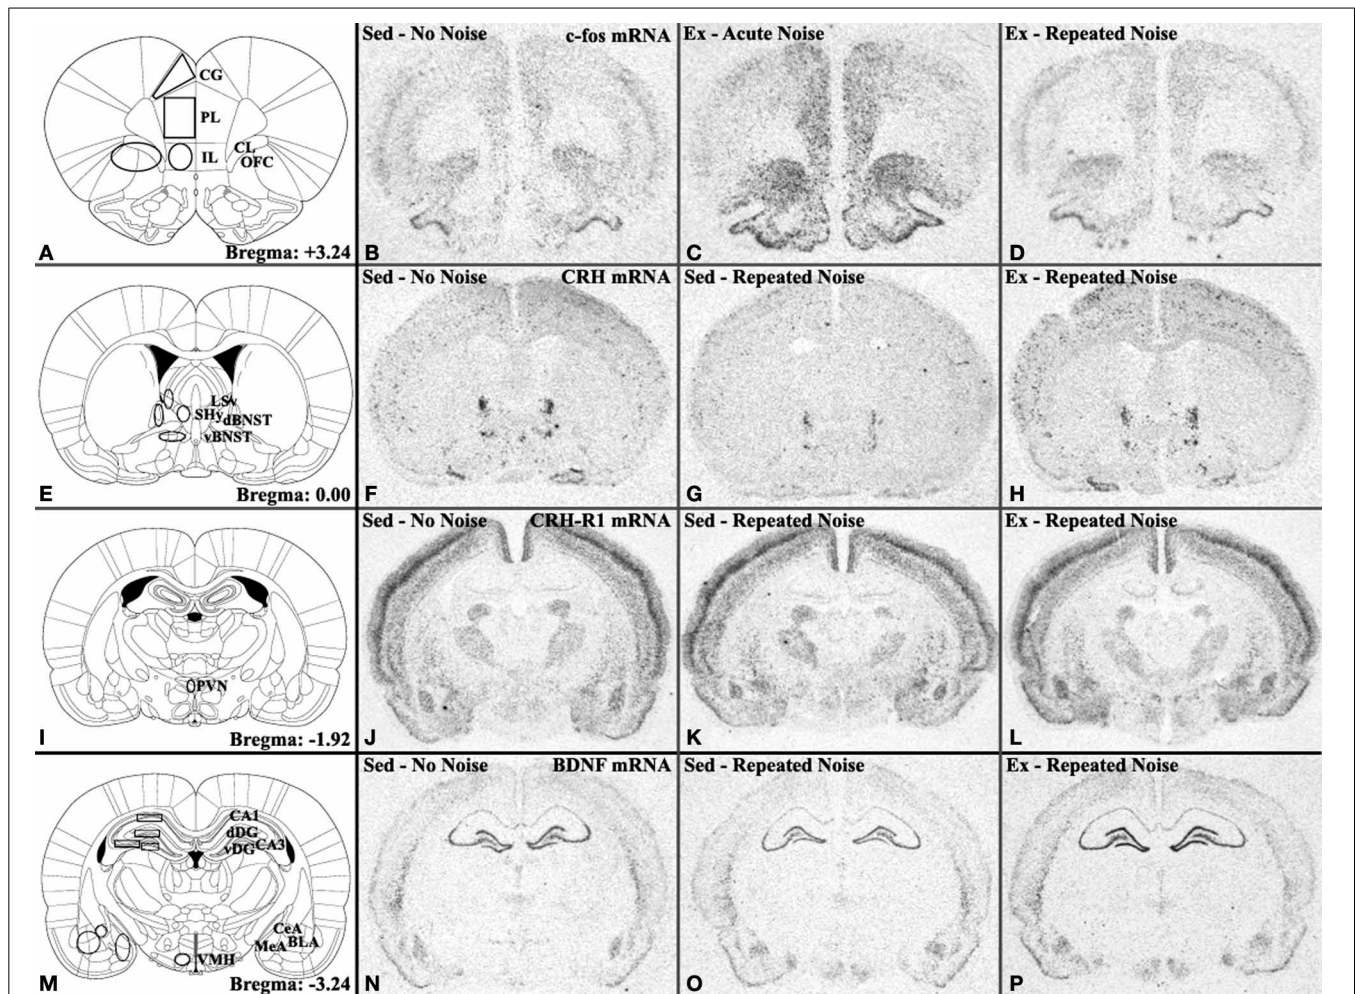 Sed - No Noise c-fos mRNA
Ex - Acute Noise
Ex - Repeated Noise
CG
PL
IL
CL
OFC
A Bregma: +3.24
B
C
D
Sed - No Noise CRH mRNA
Sed - Repeated Noise
Ex - Repeated Noise
LSv
SHy
dBNST
vBNST
E Bregma: 0.00
F
G
H
Sed - No Noise CRH-R1 mRNA
Sed - Repeated Noise
Ex - Repeated Noise
PVN
I Bregma: -1.92
J
K
L
Sed - No Noise BDNF mRNA
Sed - Repeated Noise
Ex - Repeated Noise
CA1
dDG
vDG CA3
CeA
MeA BLA
VMH
M Bregma: -3.24
N
O
P